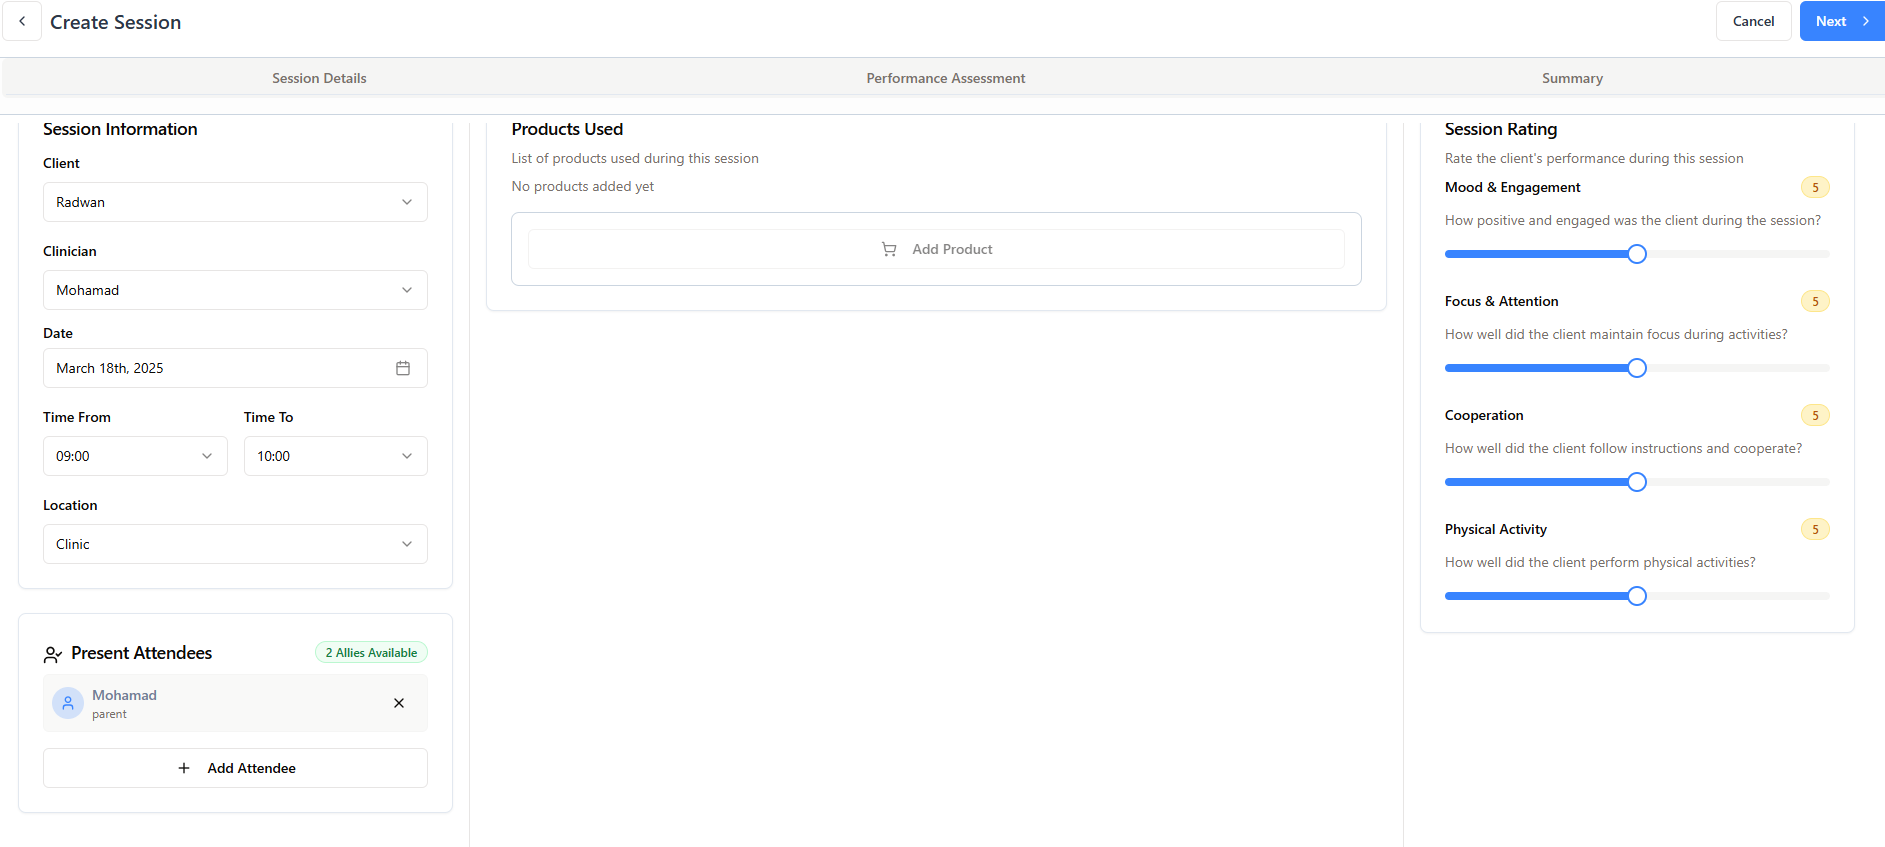 Create Session
Cancel
Next
Session Details
Performance Assessment
Summary
Session Information
Client
Radwan
Clinician
Mohamad
Date
March 18th, 2025
Time From
Time To
09:00
10:00
Location
Clinic
Present Attendees
2 Allies Available
Mohamad
parent
Add Attendee
Products Used
List of products used during this session
No products added yet
Add Product
Session Rating
Rate the client's performance during this session
Mood & Engagement
5
How positive and engaged was the client during the session?
Focus & Attention
5
How well did the client maintain focus during activities?
Cooperation
5
How well did the client follow instructions and cooperate?
Physical Activity
5
How well did the client perform physical activities?